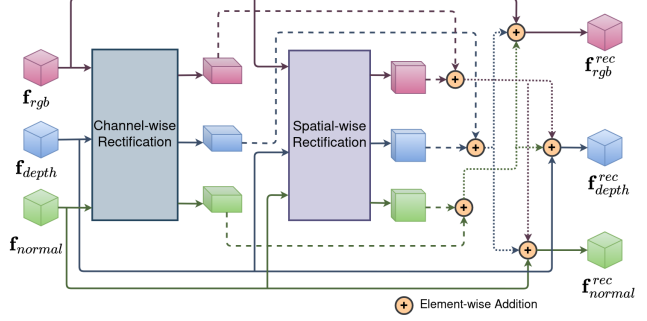 f_rgb
f_depth
f_normal
Channel-wise
Rectification
Spatial-wise
Rectification
f_rgb^rec
f_depth^rec
f_normal^rec
+
+
+
+
+
+
+ Element-wise Addition